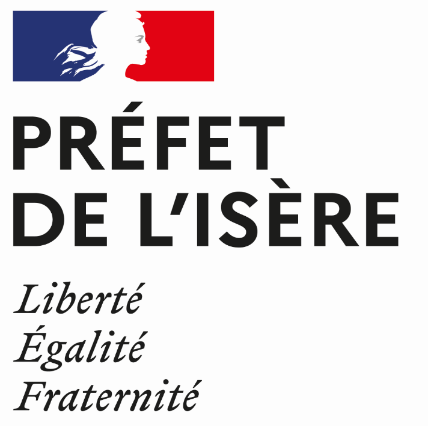 PRÉFET
DE L'ISÈRE
Liberté
Égalité
Fraternité